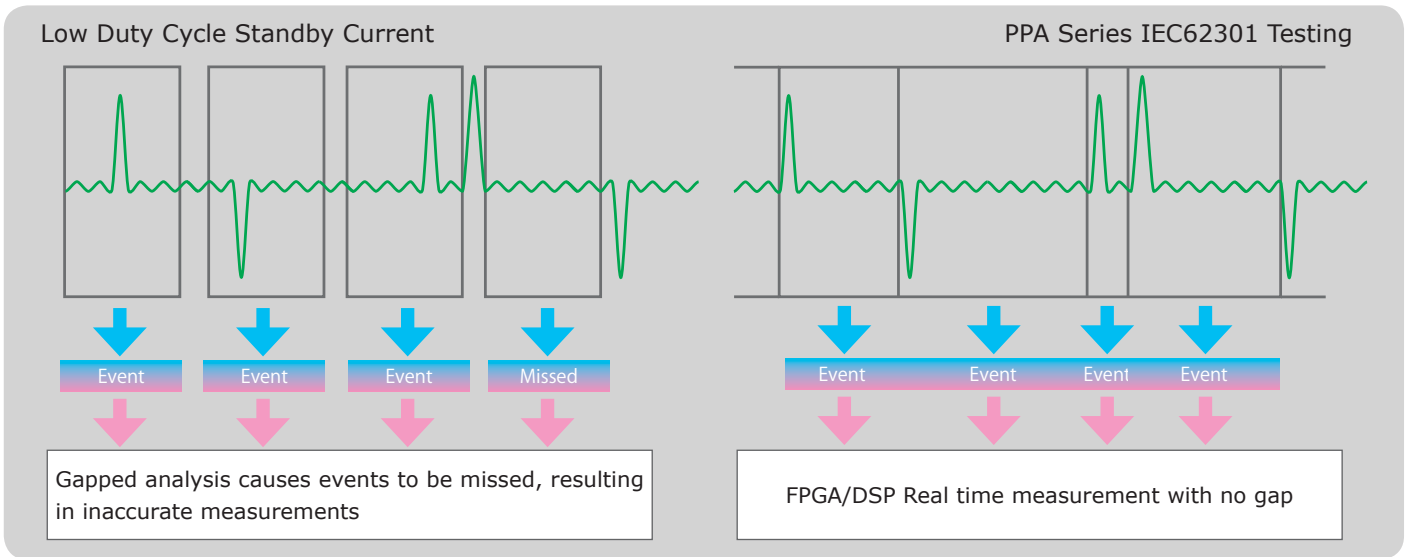 Low Duty Cycle Standby Current
PPA Series IEC62301 Testing
Event
Event
Event
Missed
Event
Event
Event
Event
Gapped analysis causes events to be missed, resulting
in inaccurate measurements
FPGA/DSP Real time measurement with no gap